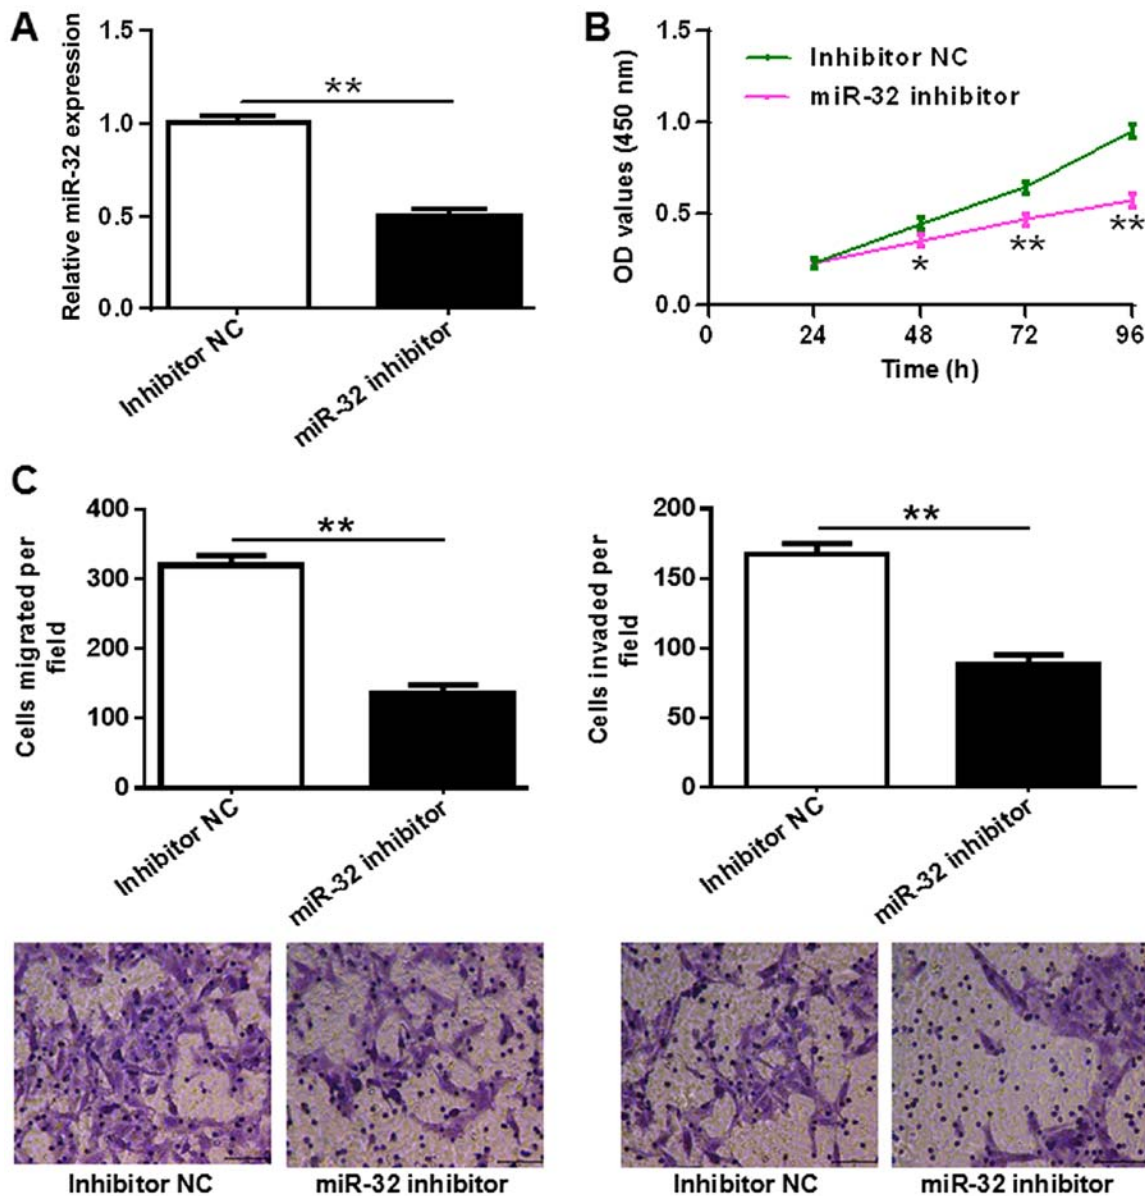 A
Relative miR-32 expression
1.5
1.0
0.5
0.0
**
Inhibitor NC
miR-32 inhibitor
B
OD values (450 nm)
1.5
1.0
0.5
0.0
Inhibitor NC
miR-32 inhibitor
*
**
**
0
24
48
72
96
Time (h)
C
Cells migrated per
field
400
300
200
100
0
**
Inhibitor NC
miR-32 inhibitor
Cells invaded per
field
200
150
100
50
0
**
Inhibitor NC
miR-32 inhibitor
Inhibitor NC
miR-32 inhibitor
Inhibitor NC
miR-32 inhibitor